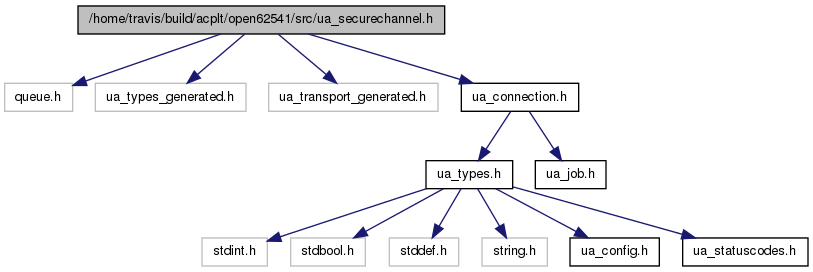 /home/travis/build/acplt/open62541/src/ua_securechannel.h
queue.h
ua_types_generated.h
ua_transport_generated.h
ua_connection.h
ua_types.h
ua_job.h
stdint.h
stdbool.h
stddef.h
string.h
ua_config.h
ua_statuscodes.h